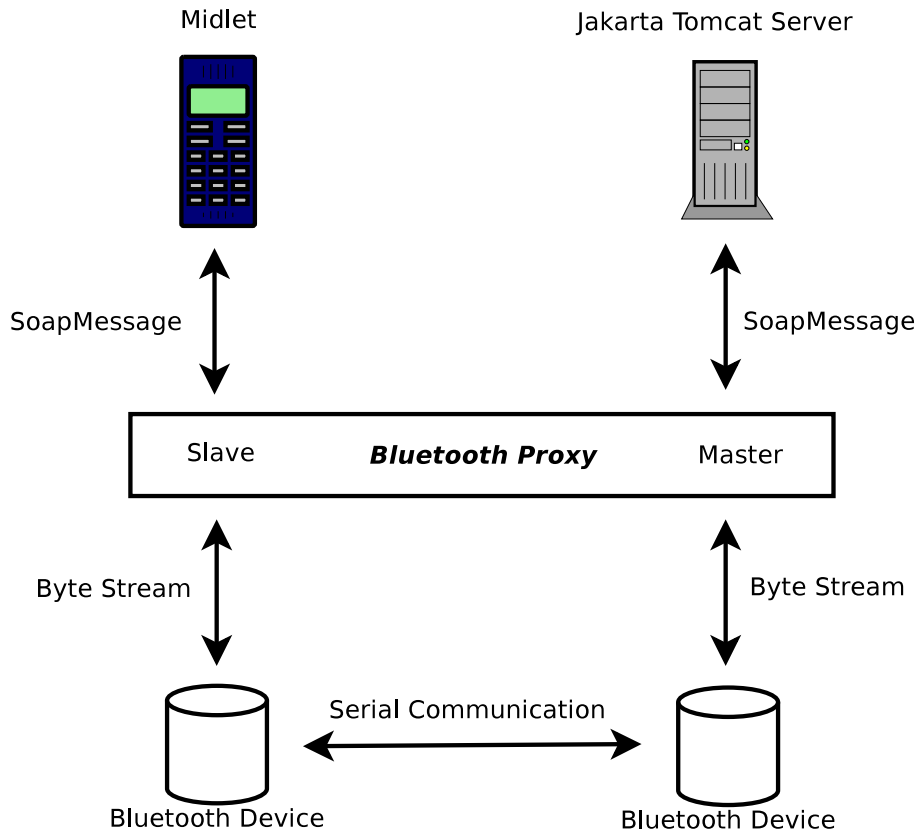 Midlet
Jakarta Tomcat Server
SoapMessage
SoapMessage
Slave
Bluetooth Proxy
Master
Byte Stream
Byte Stream
Serial Communication
Bluetooth Device
Bluetooth Device